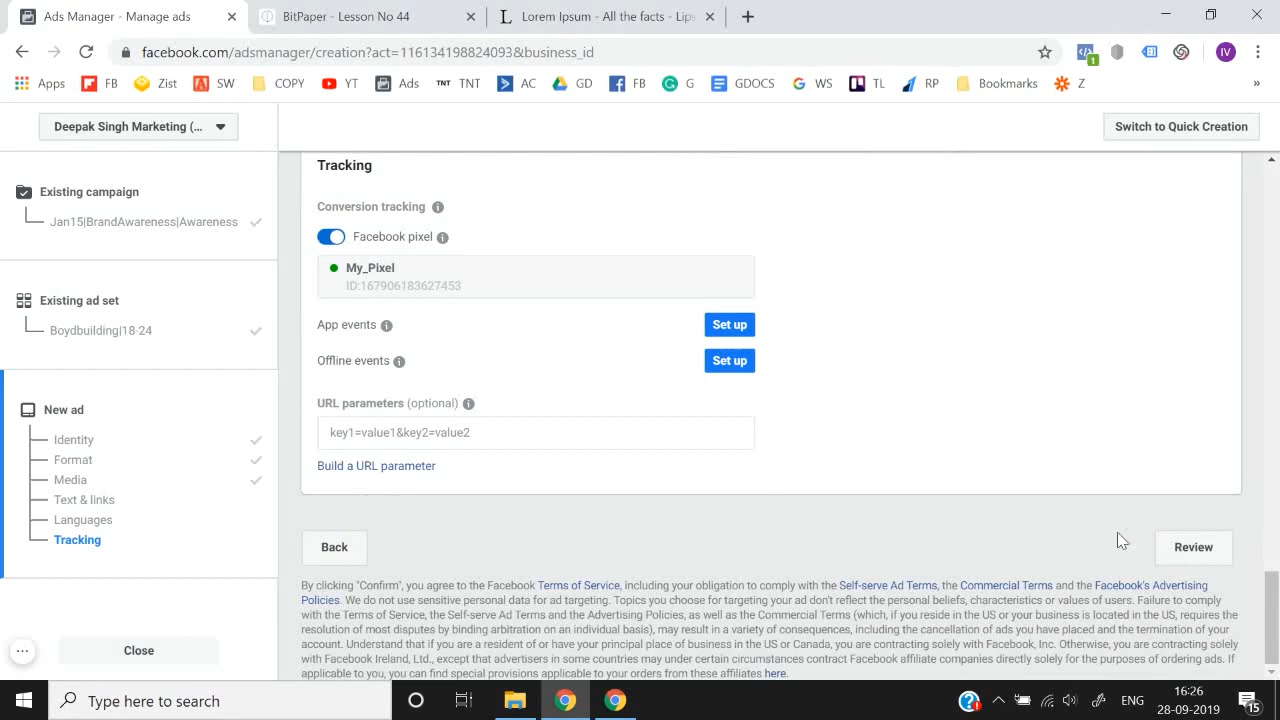 Ads Manager - Manage ads
BitPaper - Lesson No 44
Lorem Ipsum - All the facts - Lips
facebook.com/adsmanager/creation?act=116134198824093&business_id
1
IV
Apps FB Zist SW COPY YT Ads TNT TNT AC GD FB G GDOCS WS TL RP Bookmarks Z »
Deepak Singh Marketing (...
Switch to Quick Creation
Existing campaign
Jan15|BrandAwareness|Awareness
Existing ad set
Boydbuilding|18-24
New ad
Identity
Format
Media
Text & links
Languages
Tracking
Close
Tracking
Conversion tracking
Facebook pixel
My_Pixel
ID:167906183627453
App events
Set up
Offline events
Set up
URL parameters (optional)
key1=value1&key2=value2
Build a URL parameter
Back
Review
By clicking "Confirm", you agree to the Facebook Terms of Service, including your obligation to comply with the Self-serve Ad Terms, the Commercial Terms and the Facebook's Advertising
Policies. We do not use sensitive personal data for ad targeting. Topics you choose for targeting your ad don't reflect the personal beliefs, characteristics or values of users. Failure to comply
with the Terms of Service, the Self-serve Ad Terms and the Advertising Policies, as well as the Commercial Terms (which, if you reside in the US or your business is located in the US, requires the
resolution of most disputes by binding arbitration on an individual basis), may result in a variety of consequences, including the cancellation of ads you have placed and the termination of your
account. Understand that if you are a resident of or have your principal place of business in the US or Canada, you are contracting solely with Facebook, Inc. Otherwise, you are contracting solely
with Facebook Ireland, Ltd., except that advertisers in some countries may under certain circumstances contract Facebook affiliate companies directly solely for the purposes of ordering ads. If
applicable to you, you can find special provisions applicable to your orders from these affiliates here.
Type here to search
ENG
16:26
28-09-2019
15